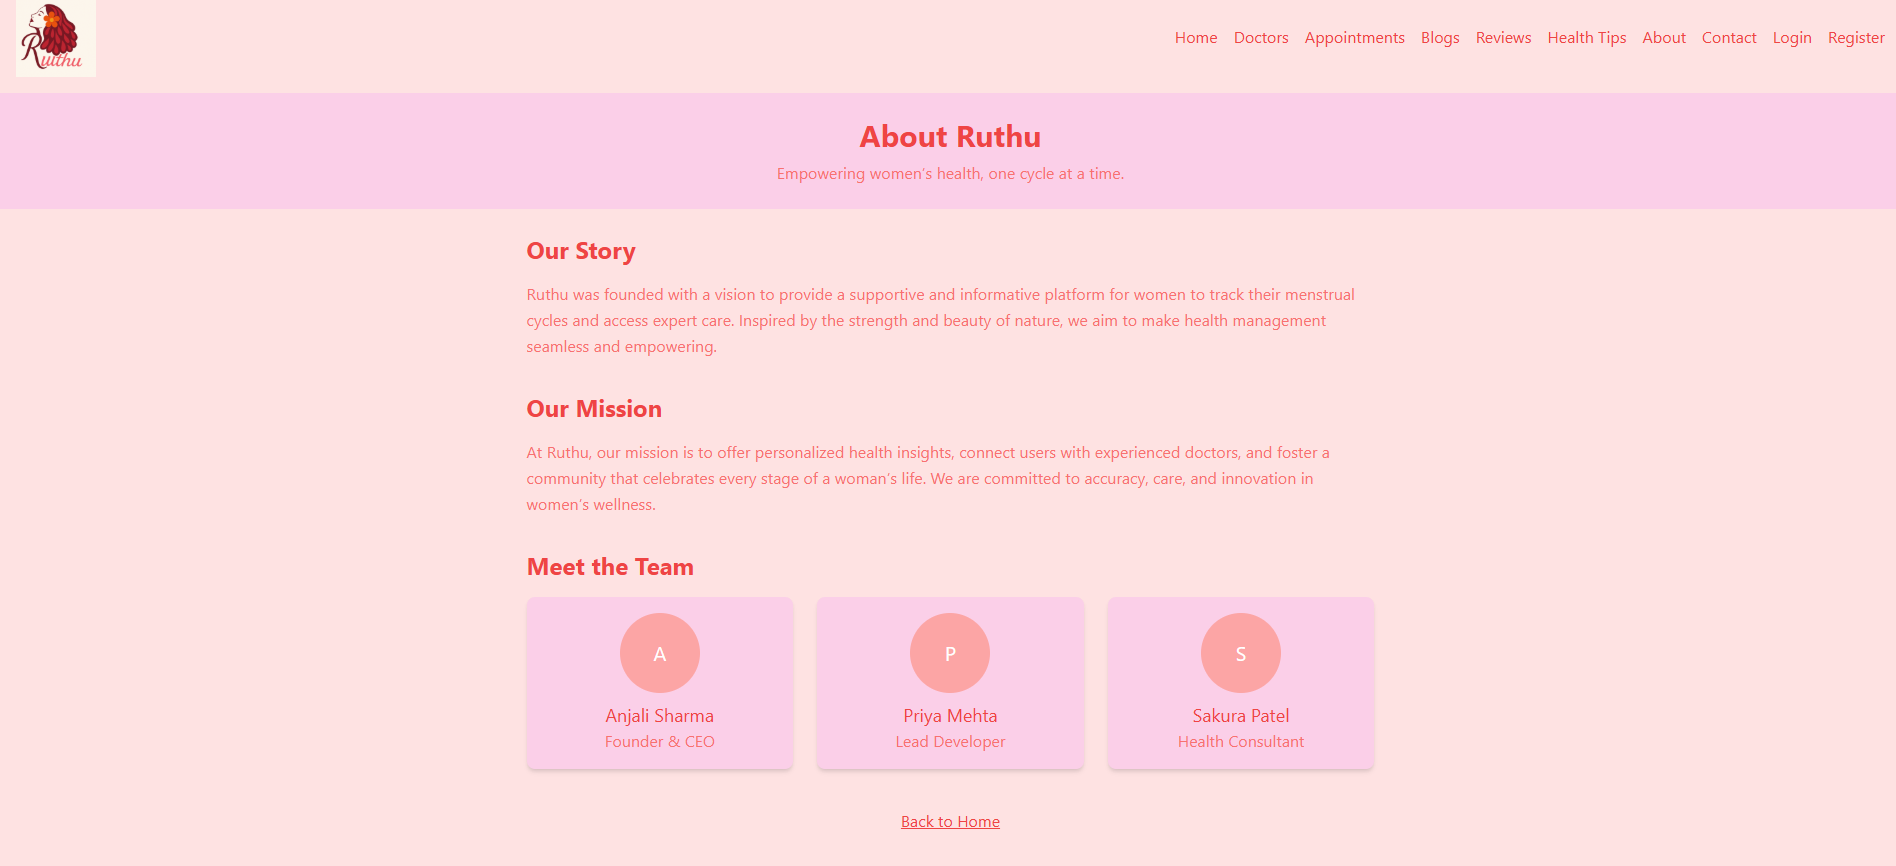 Ruthu
Home Doctors Appointments Blogs Reviews Health Tips About Contact Login Register
About Ruthu
Empowering women's health, one cycle at a time.
Our Story
Ruthu was founded with a vision to provide a supportive and informative platform for women to track their menstrual
cycles and access expert care. Inspired by the strength and beauty of nature, we aim to make health management
seamless and empowering.
Our Mission
At Ruthu, our mission is to offer personalized health insights, connect users with experienced doctors, and foster a
community that celebrates every stage of a woman's life. We are committed to accuracy, care, and innovation in
women's wellness.
Meet the Team
A
Anjali Sharma
Founder & CEO
P
Priya Mehta
Lead Developer
S
Sakura Patel
Health Consultant
Back to Home